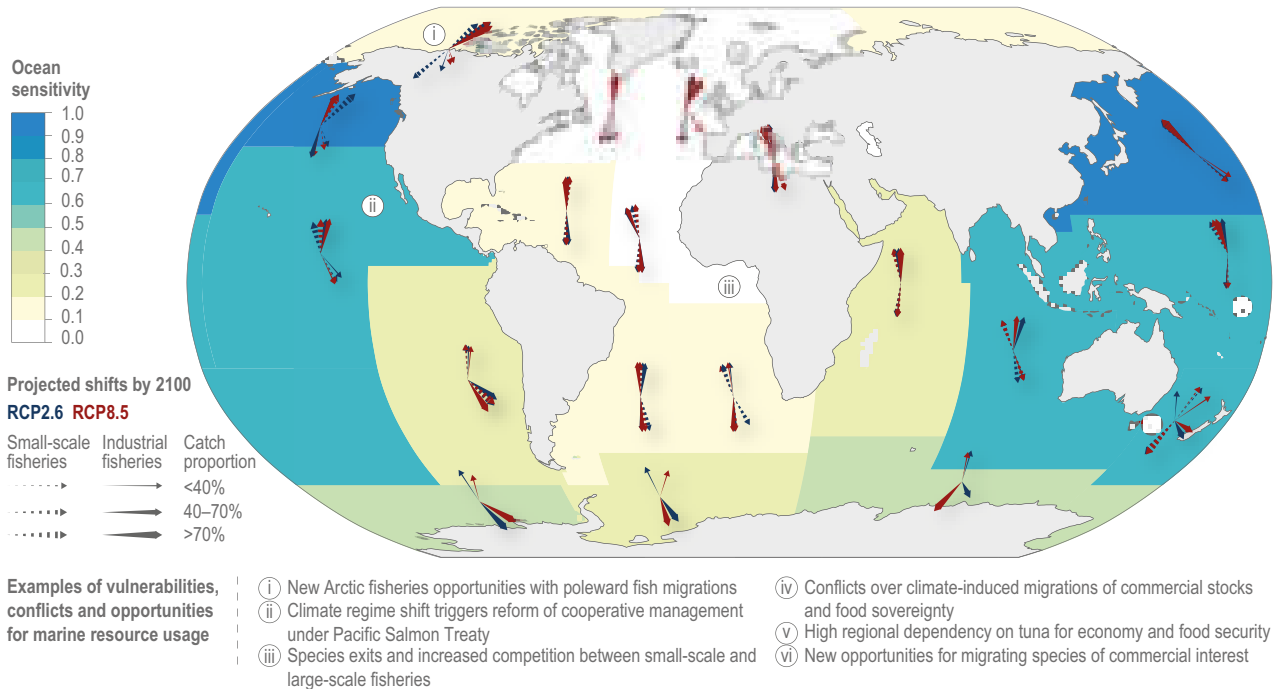 Ocean
sensitivity
1.0
0.9
0.8
0.7
0.6
0.5
0.4
0.3
0.2
0.1
0.0
i
ii
iii
Projected shifts by 2100
RCP2.6 RCP8.5
Small-scale
fisheries
Industrial
fisheries
Catch
proportion
<40%
40–70%
>70%
Examples of vulnerabilities,
conflicts and opportunities
for marine resource usage
i New Arctic fisheries opportunities with poleward fish migrations
ii Climate regime shift triggers reform of cooperative management
under Pacific Salmon Treaty
iii Species exits and increased competition between small-scale and
large-scale fisheries
iv Conflicts over climate-induced migrations of commercial stocks
and food sovereignty
v High regional dependency on tuna for economy and food security
vi New opportunities for migrating species of commercial interest